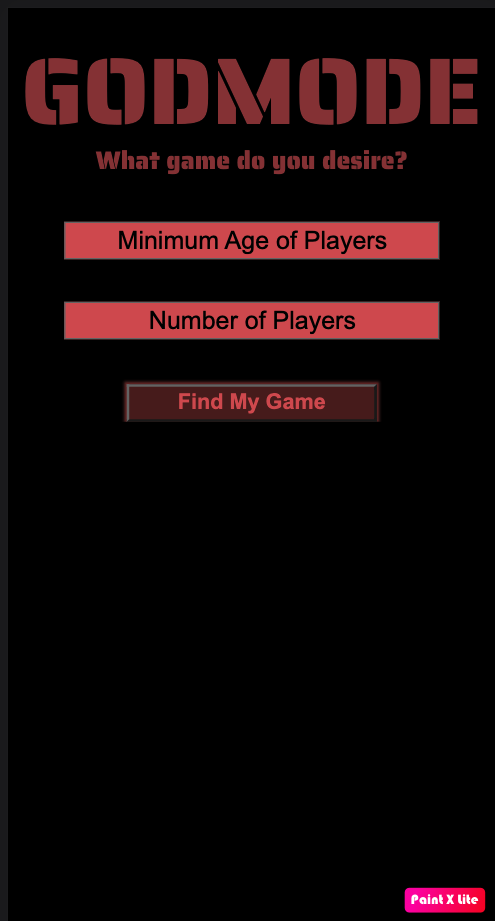 GODMODE
What game do you desire?
Minimum Age of Players
Number of Players
Find My Game
Paint X Lite